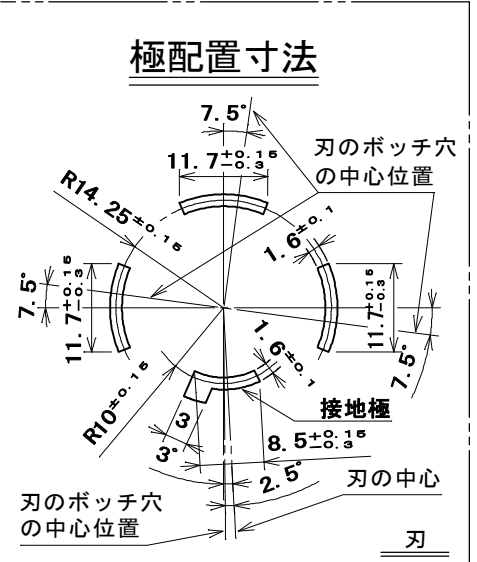 極配置寸法
7.5°
11.7+0.15-0.3
刃のボッチ穴
の中心位置
R14.25±0.15
1.6±0.1
7.5°
11.7+0.15-0.3
11.7+0.15-0.3
7.5°
R10±0.15
1.6±0.1
接地極
3
3°
8.5+0.15-0.3
2.5°
刃のボッチ穴
の中心位置
刃の中心
刃